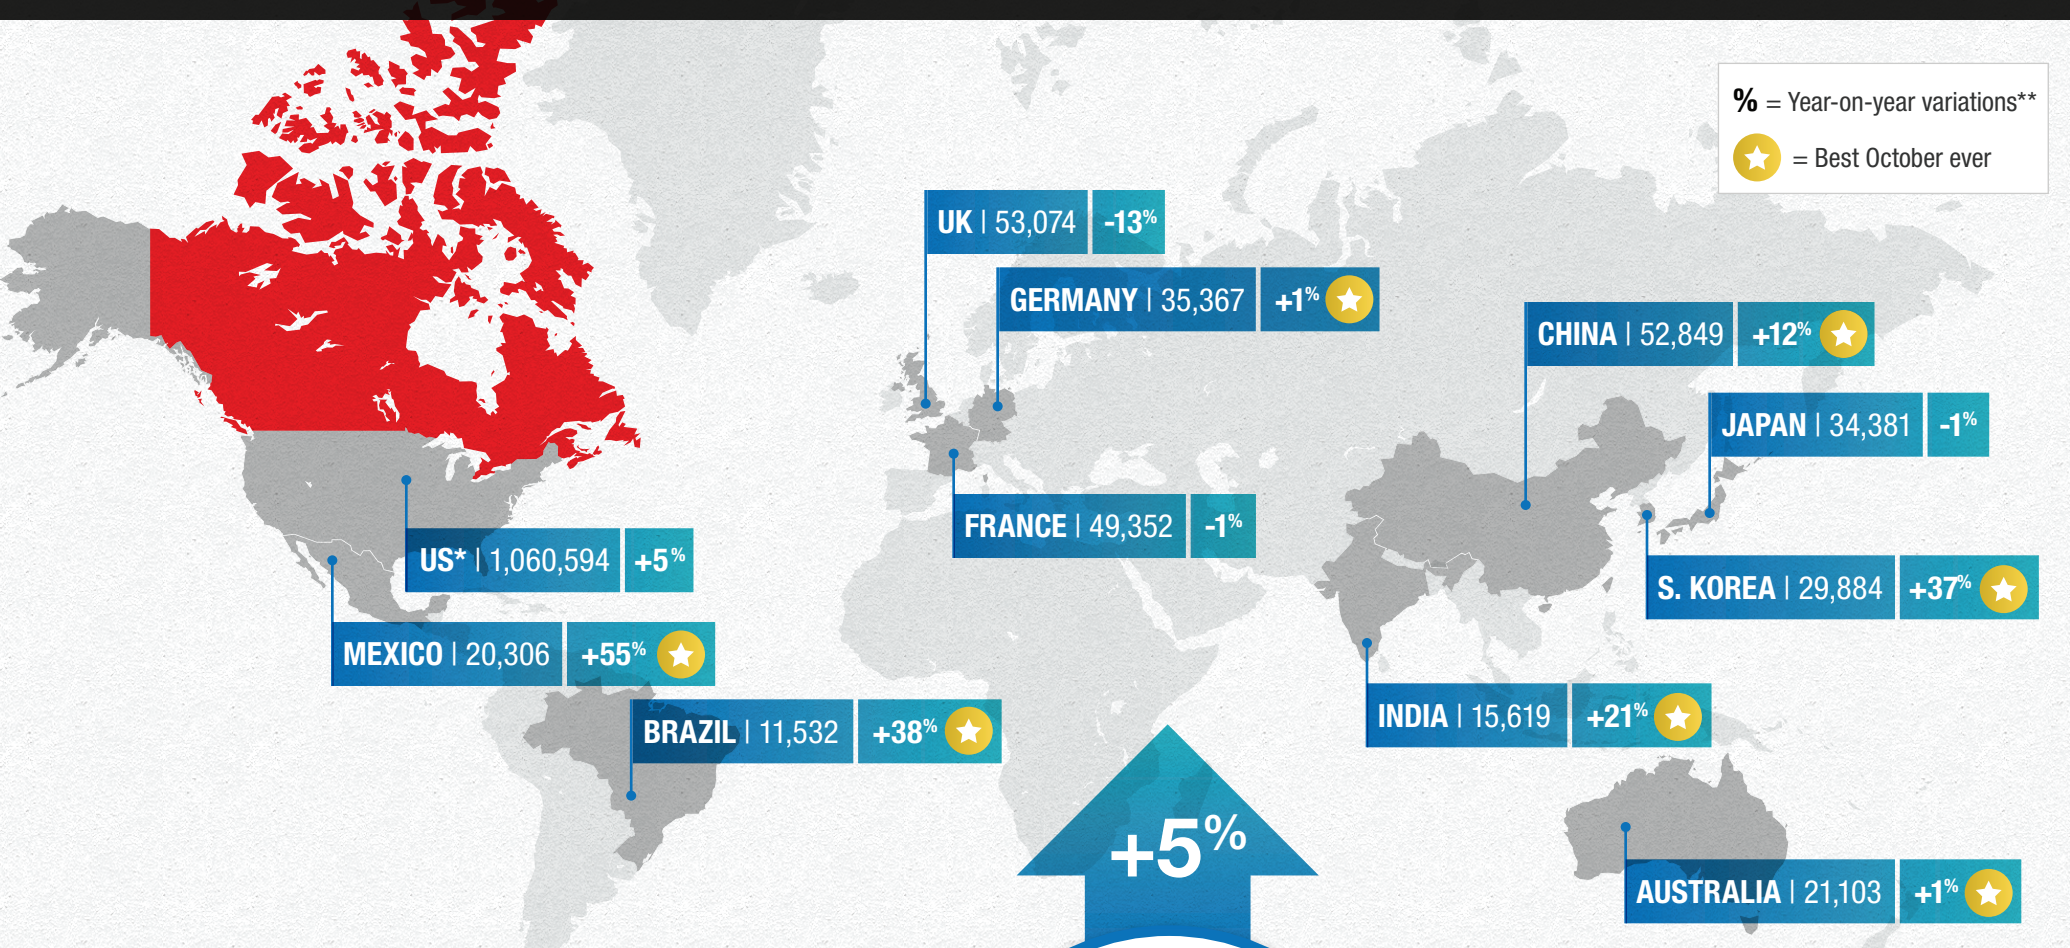 % = Year-on-year variations**
= Best October ever
UK | 53,074 -13%
GERMANY | 35,367 +1%
CHINA | 52,849 +12%
JAPAN | 34,381 -1%
FRANCE | 49,352 -1%
US* | 1,060,594 +5%
S. KOREA | 29,884 +37%
MEXICO | 20,306 +55%
BRAZIL | 11,532 +38%
INDIA | 15,619 +21%
+5%
AUSTRALIA | 21,103 +1%